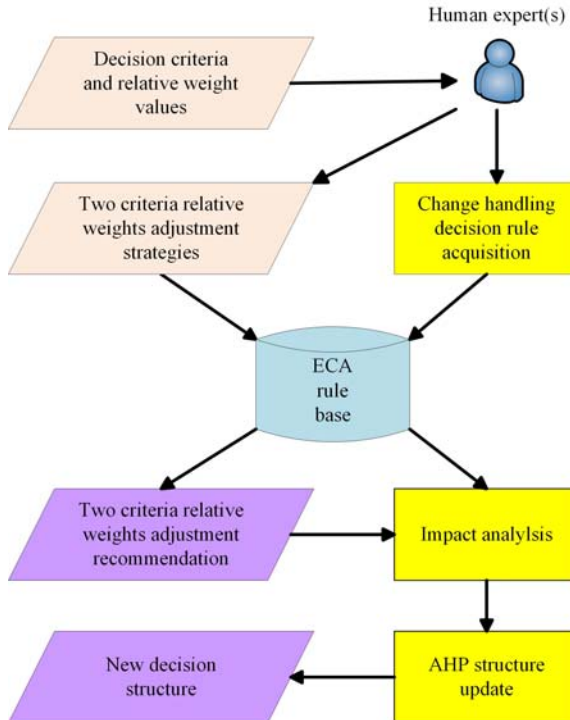 Human expert(s)
Decision criteria
and relative weight
values
Two criteria relative
weights adjustment
strategies
Change handling
decision rule
acquisition
ECA
rule
base
Two criteria relative
weights adjustment
recommendation
Impact analylsis
New decision
structure
AHP structure
update